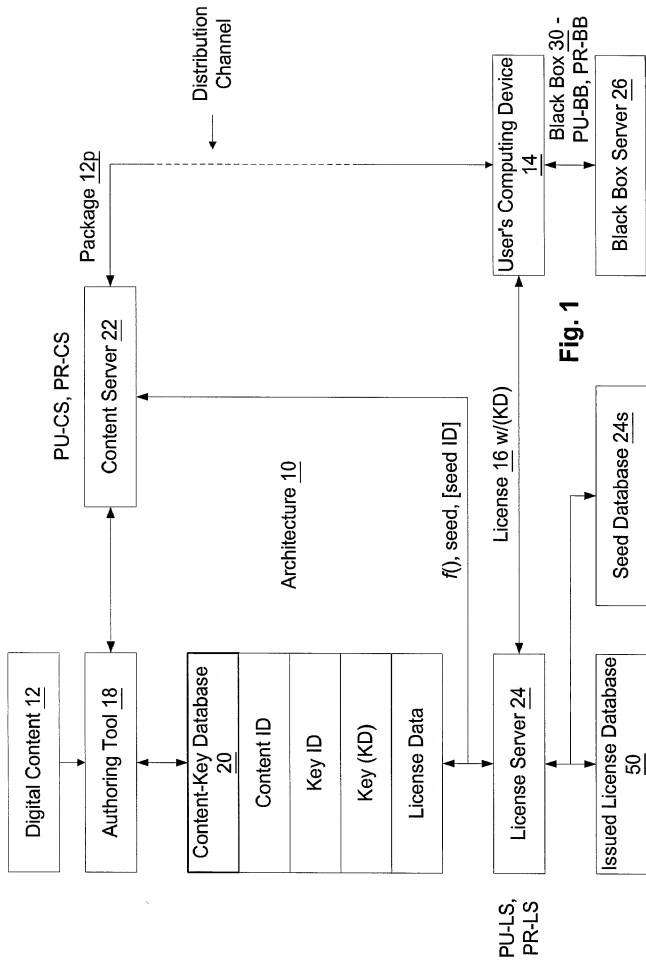 Digital Content 12
Authoring Tool 18
Content-Key Database
20
Content ID
Key ID
Key (KD)
License Data
PU-LS,
PR-LS
License Server 24
Issued License Database
50
Seed Database 24s
f(), seed, [seed ID]
License 16 w/(KD)
Architecture 10
PU-CS, PR-CS
Content Server 22
Package 12p
Distribution
Channel
User's Computing Device
14
Black Box 30 -
PU-BB, PR-BB
Black Box Server 26
Fig. 1